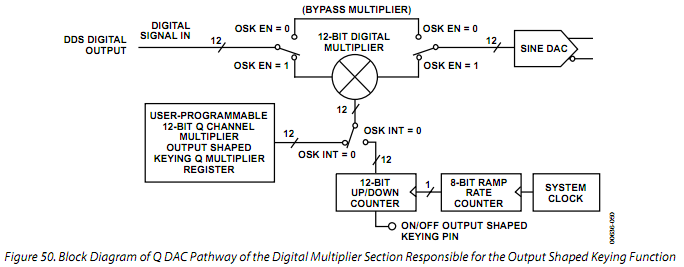 (BYPASS MULTIPLIER)
DIGITAL
SIGNAL IN
DDS DIGITAL
OUTPUT
12
OSK EN = 0
OSK EN = 1
12-BIT DIGITAL
MULTIPLIER
OSK EN = 0
OSK EN = 1
12
SINE DAC
12
USER-PROGRAMMABLE
12-BIT Q CHANNEL
MULTIPLIER
OUTPUT SHAPED
KEYING Q MULTIPLIER
REGISTER
12
OSK INT = 0
OSK INT = 0
12
12-BIT
UP/DOWN
COUNTER
1
8-BIT RAMP
RATE
COUNTER
SYSTEM
CLOCK
ON/OFF OUTPUT SHAPED
KEYING PIN
Figure 50. Block Diagram of Q DAC Pathway of the Digital Multiplier Section Responsible for the Output Shaped Keying Function